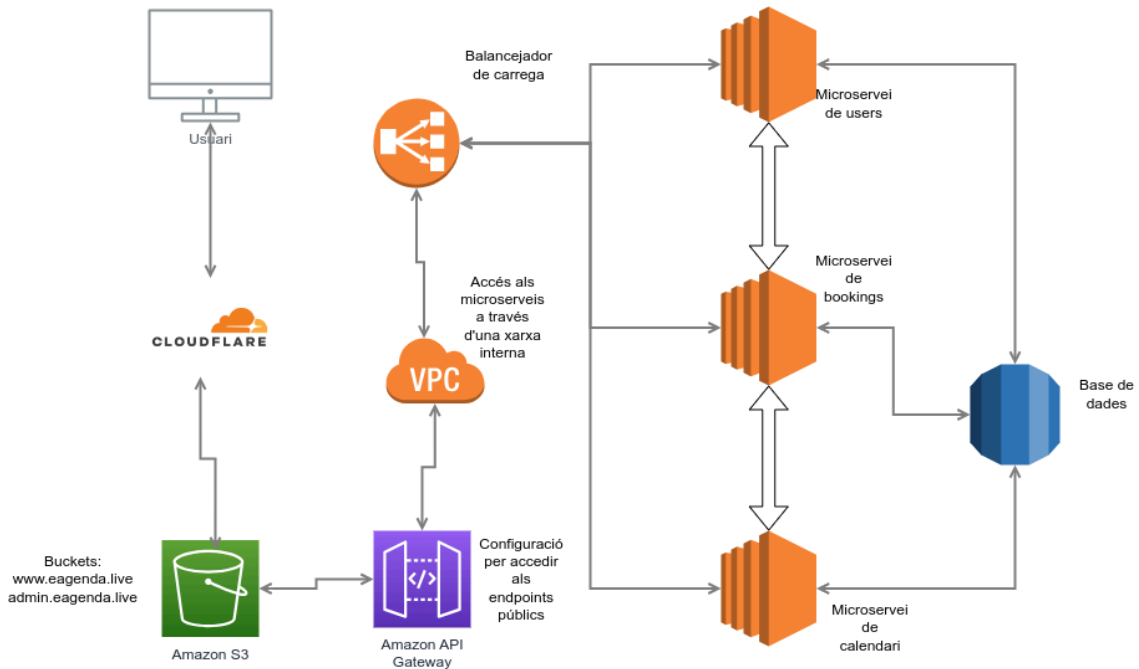 Usuari
CLOUDFLARE
Buckets:
www.eagenda.live
admin.eagenda.live
Amazon S3
Balancejador
de carrega
Accés als
microserveis
a través
d'una xarxa
interna
VPC
</>
Configuració
per accedir
als
endpoints
públics
Amazon API
Gateway
Microservei
de users
Microservei
de
bookings
Microservei
de
calendari
Base de
dades